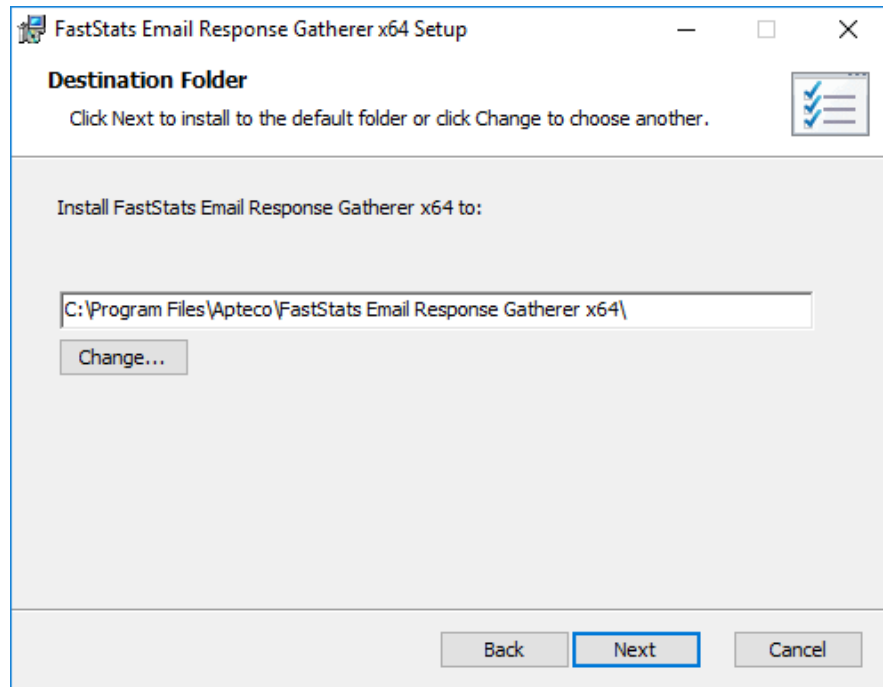 FastStats Email Response Gatherer x64 Setup
Destination Folder
Click Next to install to the default folder or click Change to choose another.
Install FastStats Email Response Gatherer x64 to:
C:\Program Files\Apteco\FastStats Email Response Gatherer x64\
Change...
Back Next Cancel